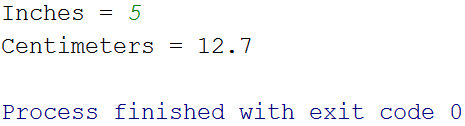 Inches = 5
Centimeters = 12.7
Process finished with exit code 0